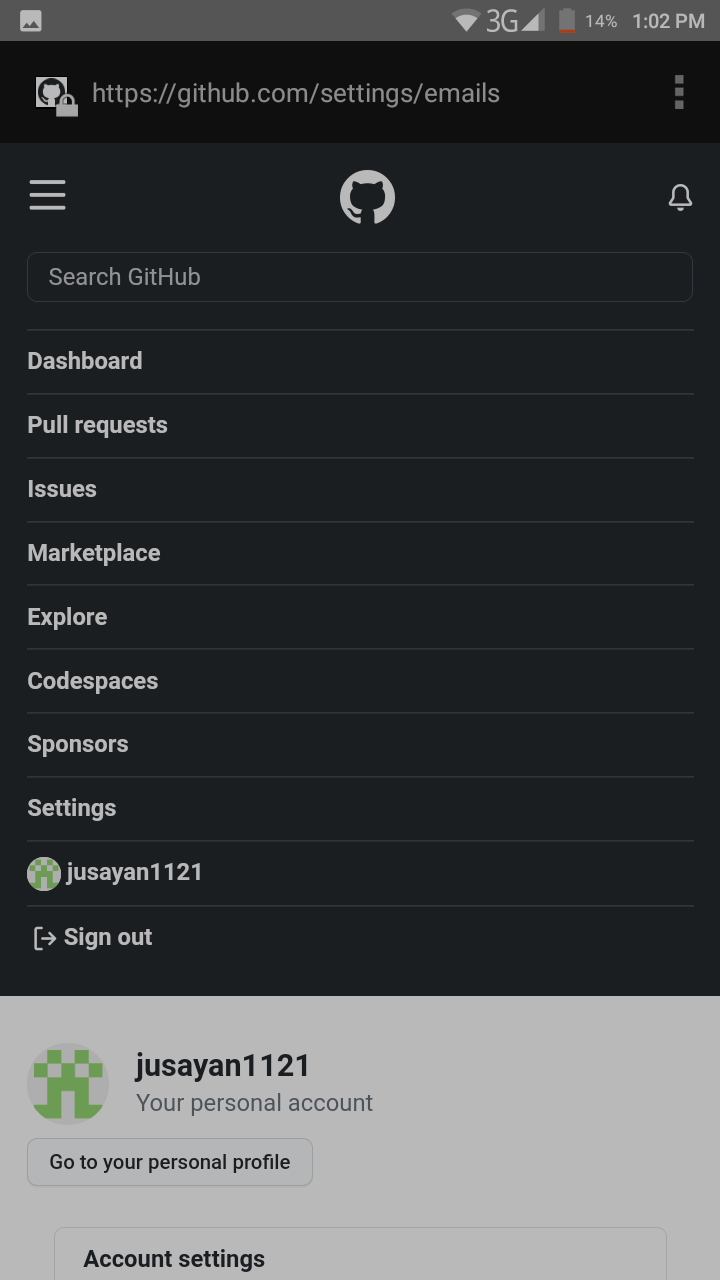 3G 14% 1:02 PM
https://github.com/settings/emails
Search GitHub
Dashboard
Pull requests
Issues
Marketplace
Explore
Codespaces
Sponsors
Settings
jusayan1121
Sign out
jusayan1121
Your personal account
Go to your personal profile
Account settings